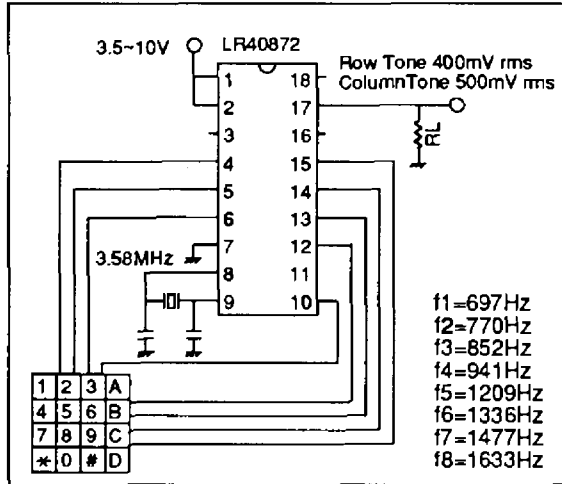 3.5~10V
LR40872
Row Tone 400mV rms
ColumnTone 500mV rms
1 18
2 17
3 16
4 15
5 14
6 13
7 12
8 11
9 10
RL
3.58MHz
1 2 3 A
4 5 6 B
7 8 9 C
* 0 # D
f1=697Hz
f2=770Hz
f3=852Hz
f4=941Hz
f5=1209Hz
f6=1336Hz
f7=1477Hz
f8=1633Hz